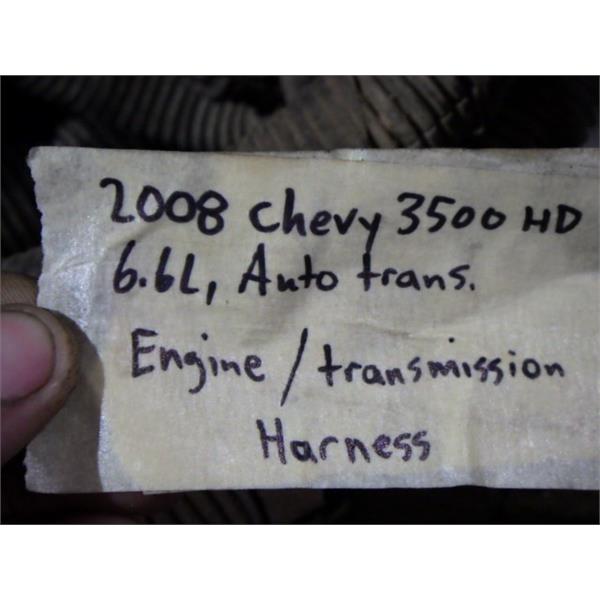 2008 Chevy 3500 HD
6.6L, Auto trans.
Engine / transmission
Harness